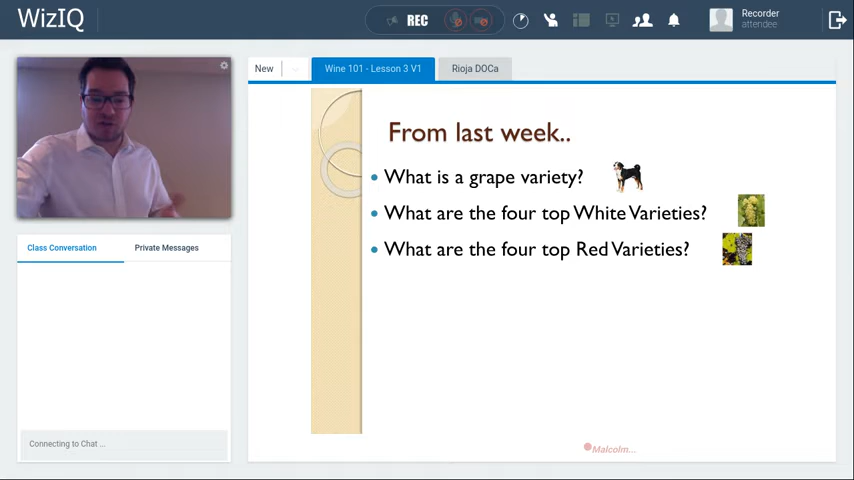 WizIQ
REC
Recorder
attendee
New
Wine 101 - Lesson 3 V1
Rioja DOCa
From last week..
What is a grape variety?
What are the four top White Varieties?
What are the four top Red Varieties?
Class Conversation
Private Messages
Connecting to Chat ...
Malcolm...